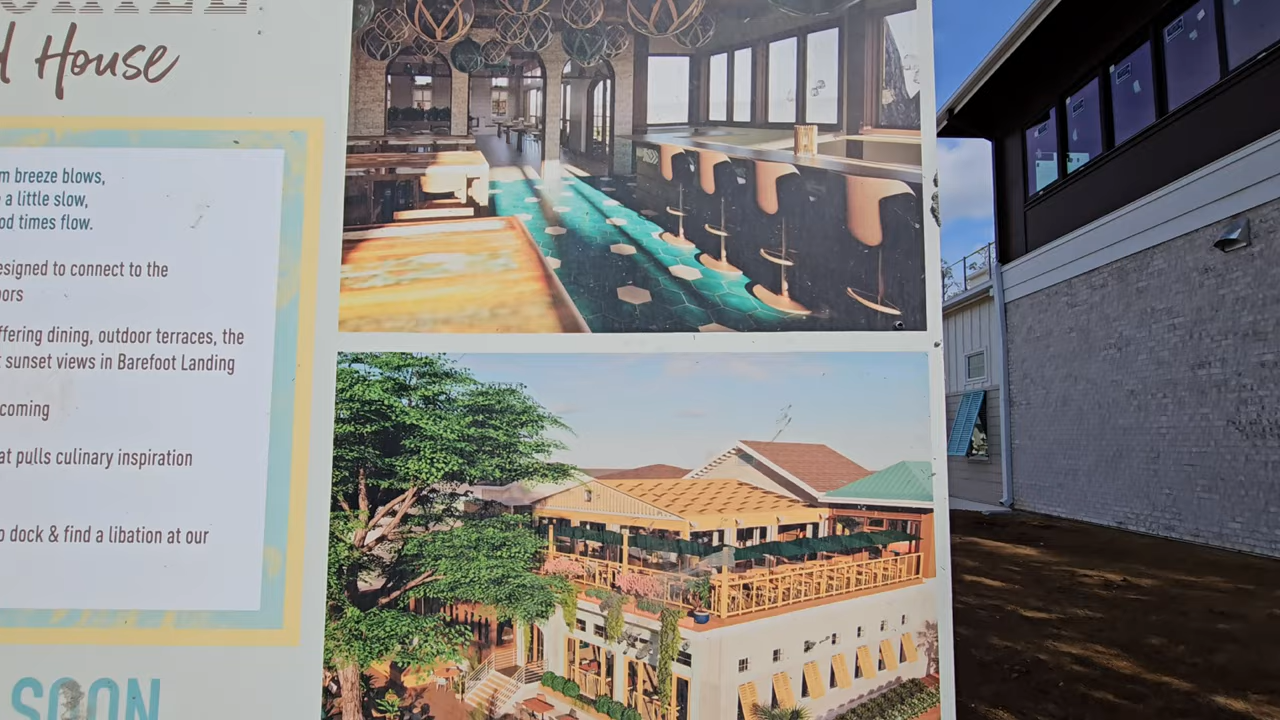 d House
m breeze blows,
a little slow,
od times flow.
esigned to connect to the
ors
ffering dining, outdoor terraces, the
t sunset views in Barefoot Landing
coming
at pulls culinary inspiration
o dock & find a libation at our
SOON